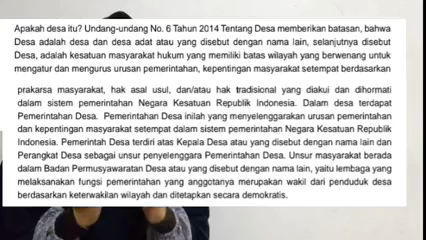 Apakah desa itu? Undang-undang No. 6 Tahun 2014 Tentang Desa memberikan batasan, bahwa
Desa adalah desa dan desa adat atau yang disebut dengan nama lain, selanjutnya disebut
Desa, adalah kesatuan masyarakat hukum yang memiliki batas wilayah yang berwenang untuk
mengatur dan mengurus urusan pemerintahan, kepentingan masyarakat setempat berdasarkan
prakarsa masyarakat, hak asal usul, dan/atau hak tradisional yang diakui dan dihormati
dalam sistem pemerintahan Negara Kesatuan Republik Indonesia. Dalam desa terdapat
Pemerintahan Desa. Pemerintahan Desa inilah yang menyelenggarakan urusan pemerintahan
dan kepentingan masyarakat setempat dalam sistem pemerintahan Negara Kesatuan Republik
Indonesia. Pemerintah Desa terdiri atas Kepala Desa atau yang disebut dengan nama lain dan
Perangkat Desa sebagai unsur penyelenggara Pemerintahan Desa. Unsur masyarakat berada
dalam Badan Permusyawaratan Desa atau yang disebut dengan nama lain, yaitu lembaga yang
melaksanakan fungsi pemerintahan yang anggotanya merupakan wakil dari penduduk desa
berdasarkan keterwakilan wilayah dan ditetapkan secara demokratis.